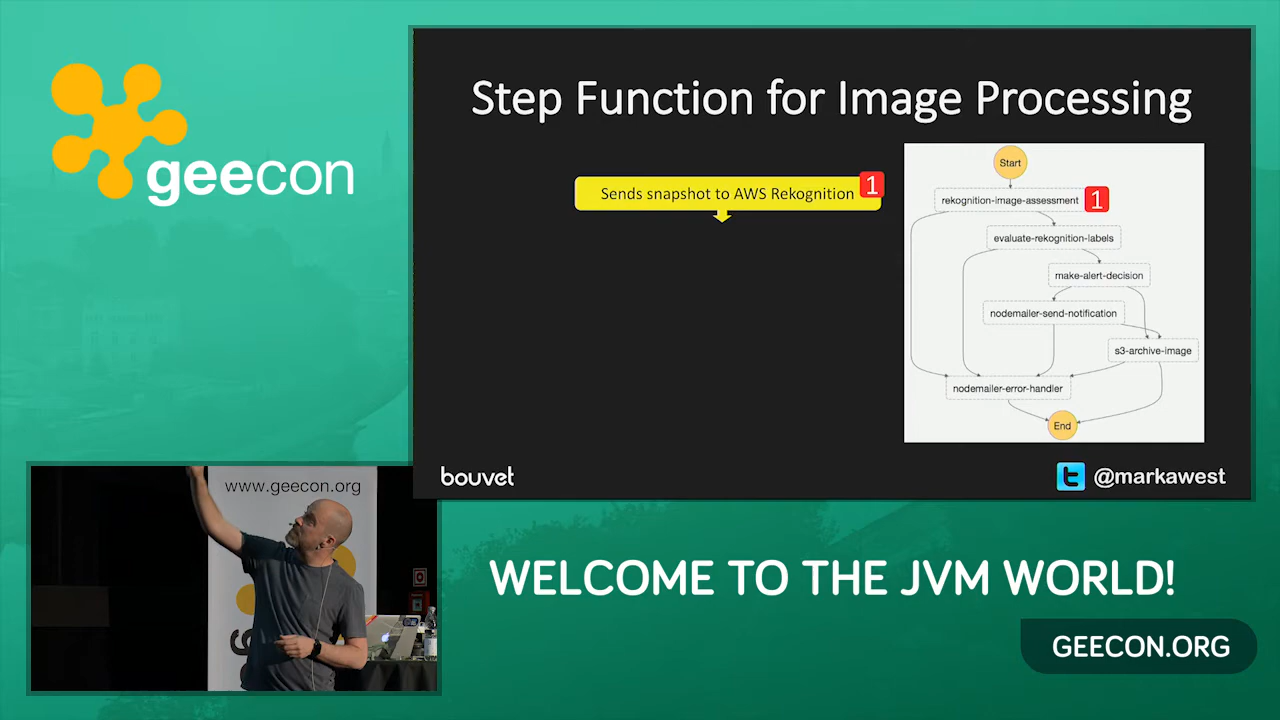 geecon
Step Function for Image Processing
Sends snapshot to AWS Rekognition
1
Start
rekognition-image-assessment
1
evaluate-rekognition-labels
make-alert-decision
nodemailer-send-notification
s3-archive-image
nodemailer-error-handler
End
bouvet
@markawest
www.geecon.org
WELCOME TO THE JVM WORLD!
GEECON.ORG